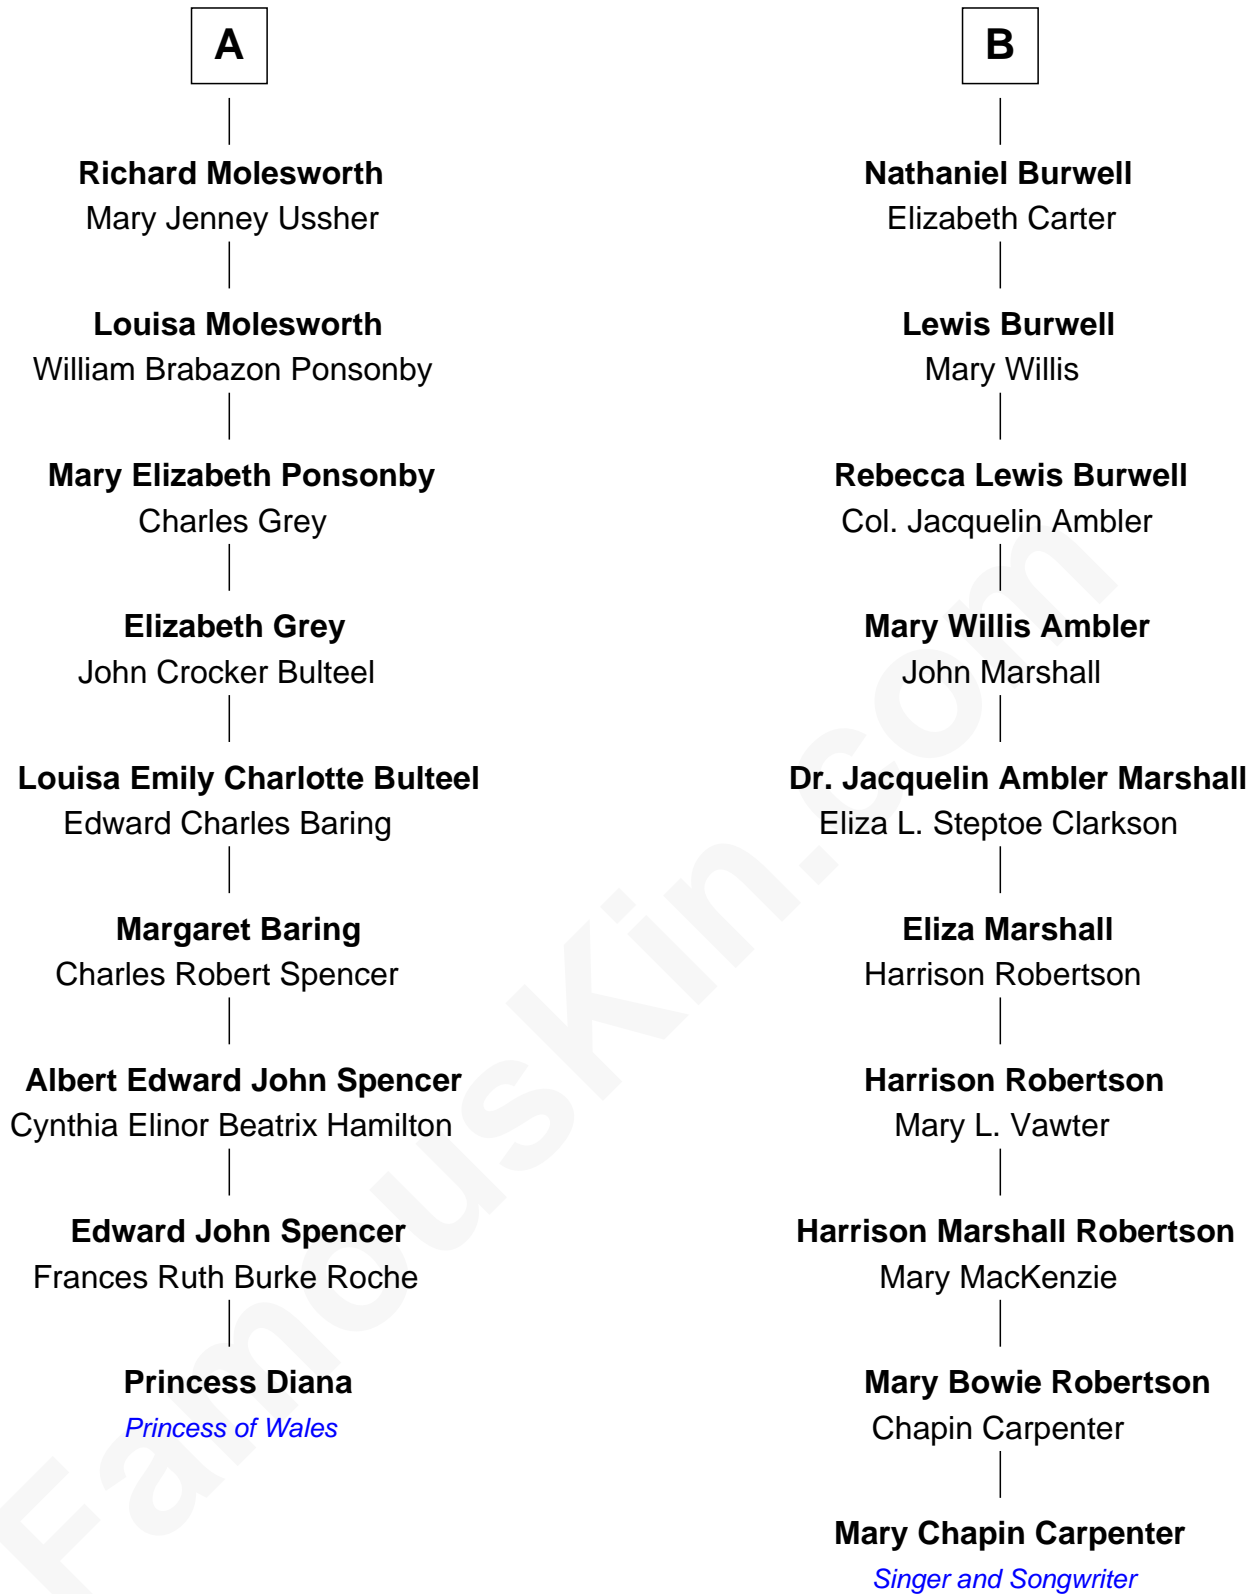 A
Richard Molesworth
Mary Jenney Ussher
Louisa Molesworth
William Brabazon Ponsonby
Mary Elizabeth Ponsonby
Charles Grey
Elizabeth Grey
John Crocker Bulteel
Louisa Emily Charlotte Bulteel
Edward Charles Baring
Margaret Baring
Charles Robert Spencer
Albert Edward John Spencer
Cynthia Elinor Beatrix Hamilton
Edward John Spencer
Frances Ruth Burke Roche
Princess Diana
Princess of Wales
B
Nathaniel Burwell
Elizabeth Carter
Lewis Burwell
Mary Willis
Rebecca Lewis Burwell
Col. Jacquelin Ambler
Mary Willis Ambler
John Marshall
Dr. Jacquelin Ambler Marshall
Eliza L. Steptoe Clarkson
Eliza Marshall
Harrison Robertson
Harrison Robertson
Mary L. Vawter
Harrison Marshall Robertson
Mary MacKenzie
Mary Bowie Robertson
Chapin Carpenter
Mary Chapin Carpenter
Singer and Songwriter
FamousKin.com